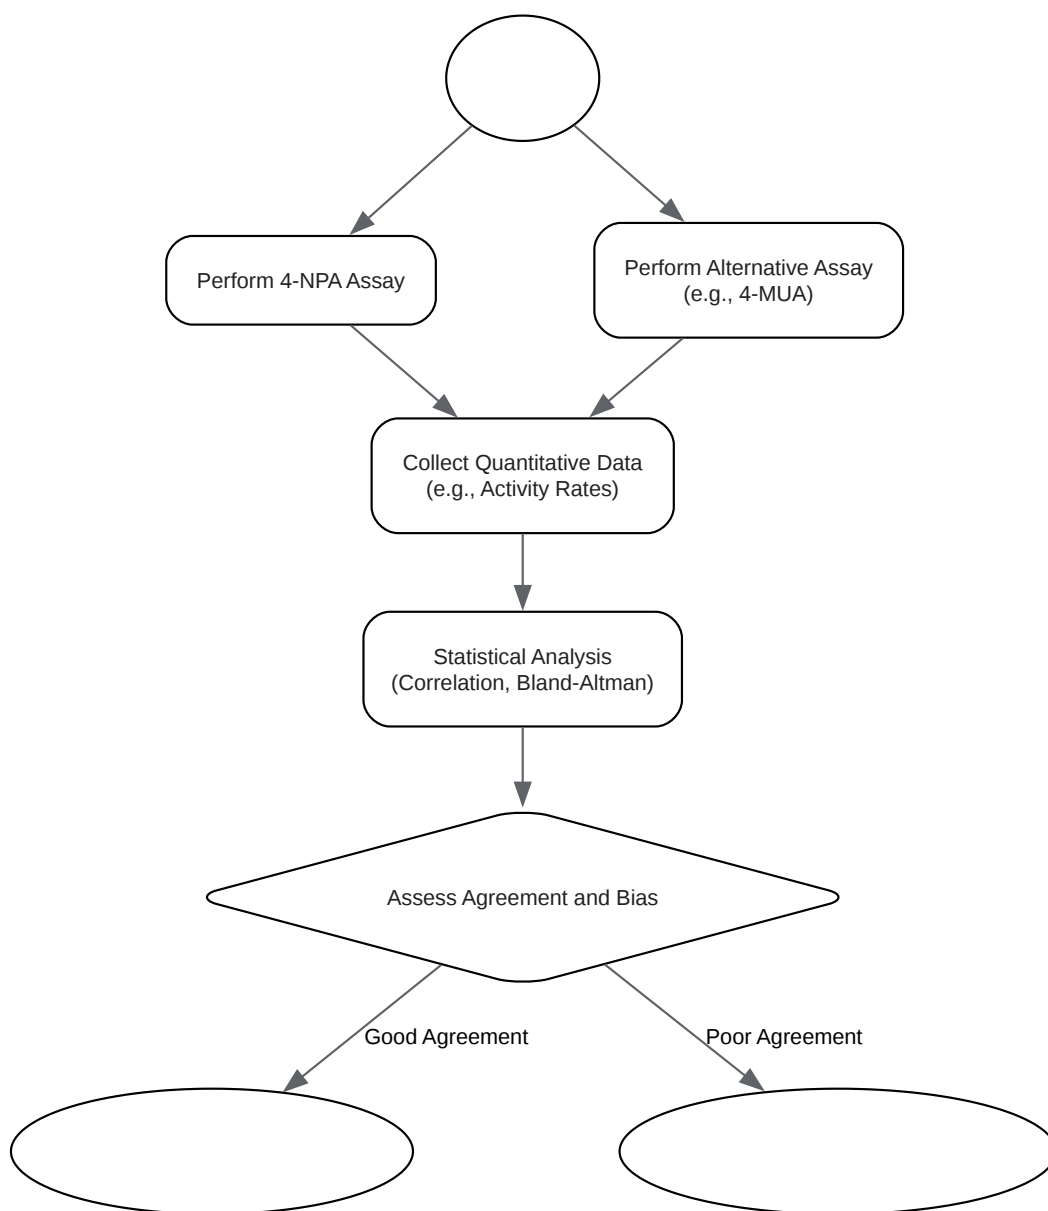 Perform 4-NPA Assay
Perform Alternative Assay
(e.g., 4-MUA)
Collect Quantitative Data
(e.g., Activity Rates)
Statistical Analysis
(Correlation, Bland-Altman)
Assess Agreement and Bias
Good Agreement
Poor Agreement